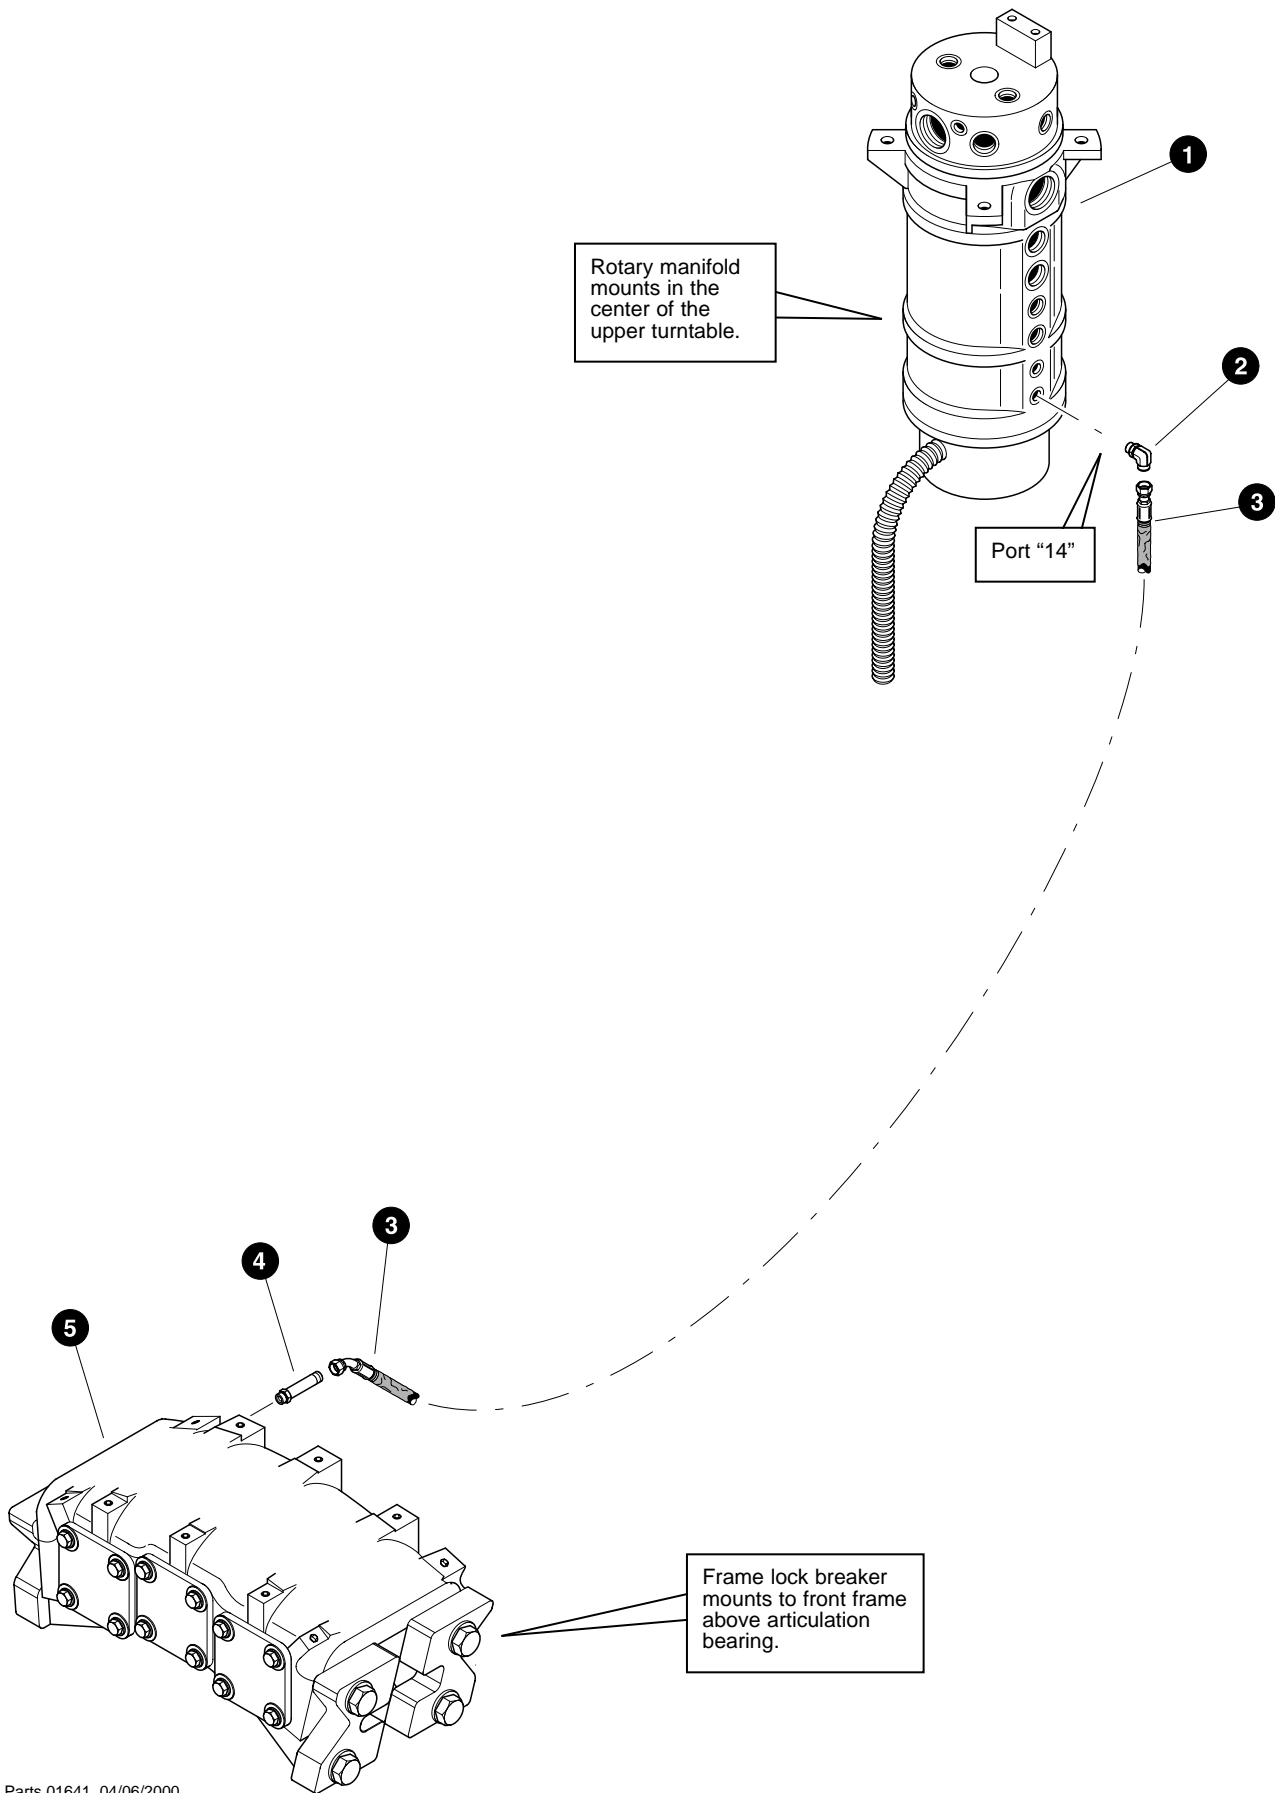 1
Rotary manifold
mounts in the
center of the
upper turntable.
2
3
Port “14”
3
4
5
Frame lock breaker
mounts to front frame
above articulation
bearing.
Parts 01641 04/06/2000